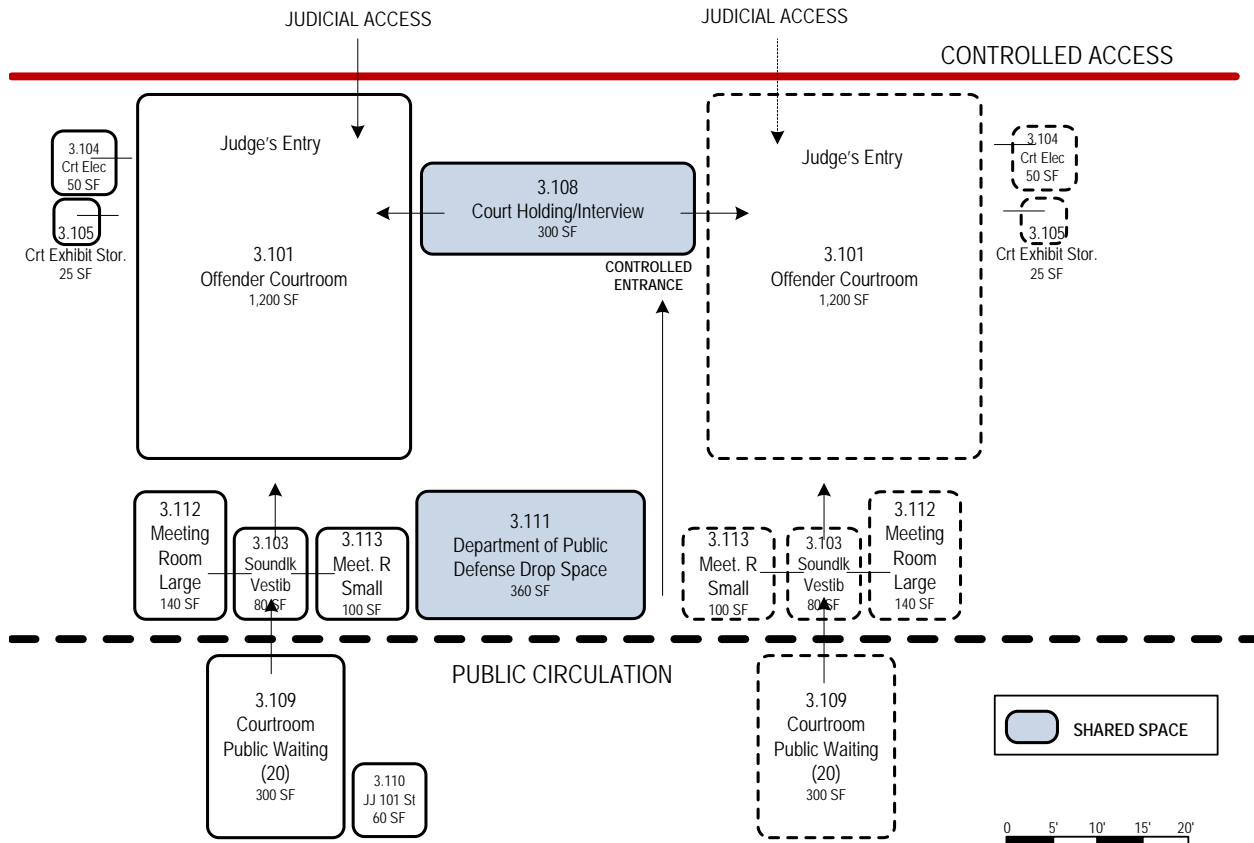 JUDICIAL ACCESS
JUDICIAL ACCESS
CONTROLLED ACCESS
3.104
Crt Elec
50 SF
3.105
Crt Exhibit Stor.
25 SF
Judge's Entry
3.101
Offender Courtroom
1,200 SF
3.108
Court Holding/Interview
300 SF
CONTROLLED
ENTRANCE
Judge's Entry
3.101
Offender Courtroom
1,200 SF
3.104
Crt Elec
50 SF
3.105
Crt Exhibit Stor.
25 SF
3.112
Meeting
Room
Large
140 SF
3.103
Soundlk
Vestib
80 SF
3.113
Meet. R
Small
100 SF
3.111
Department of Public
Defense Drop Space
360 SF
3.113
Meet. R
Small
100 SF
3.103
Soundlk
Vestib
80 SF
3.112
Meeting
Room
Large
140 SF
PUBLIC CIRCULATION
3.109
Courtroom
Public Waiting
(20)
300 SF
3.110
JJ 101 St
60 SF
3.109
Courtroom
Public Waiting
(20)
300 SF
SHARED SPACE
0 5' 10' 15' 20'